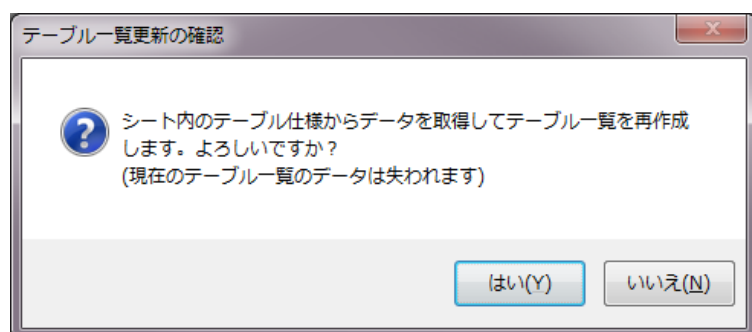 テーブル一覧更新の確認
シート内のテーブル仕様からデータを取得してテーブル一覧を再作成
します。よろしいですか？
(現在のテーブル一覧のデータは失われます)
はい(Y)
いいえ(N)